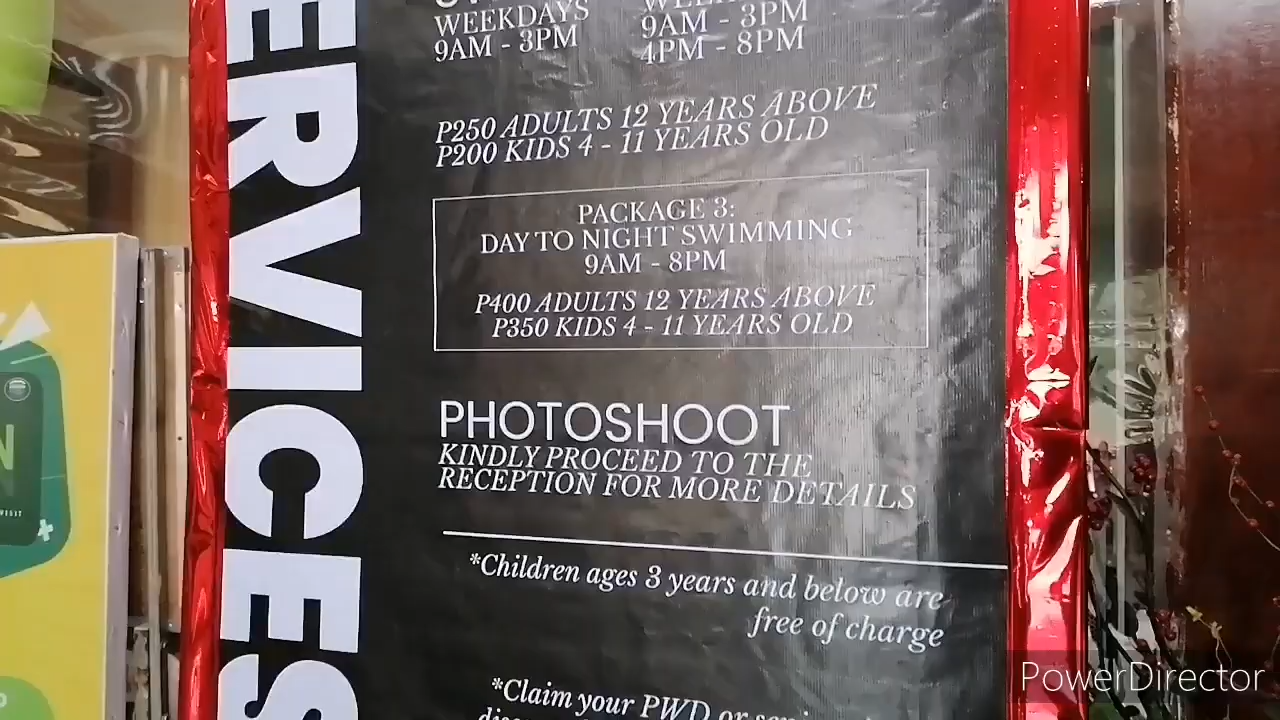 ERVICES
WEEKDAYS
9AM - 3PM
9AM - 3PM
4PM - 8PM
P250 ADULTS 12 YEARS ABOVE
P200 KIDS 4 - 11 YEARS OLD
PACKAGE 3:
DAY TO NIGHT SWIMMING
9AM - 8PM
P400 ADULTS 12 YEARS ABOVE
P350 KIDS 4 - 11 YEARS OLD
PHOTOSHOOT
KINDLY PROCEED TO THE
RECEPTION FOR MORE DETAILS
*Children ages 3 years and below are
free of charge
*Claim your PWD or
PowerDirector